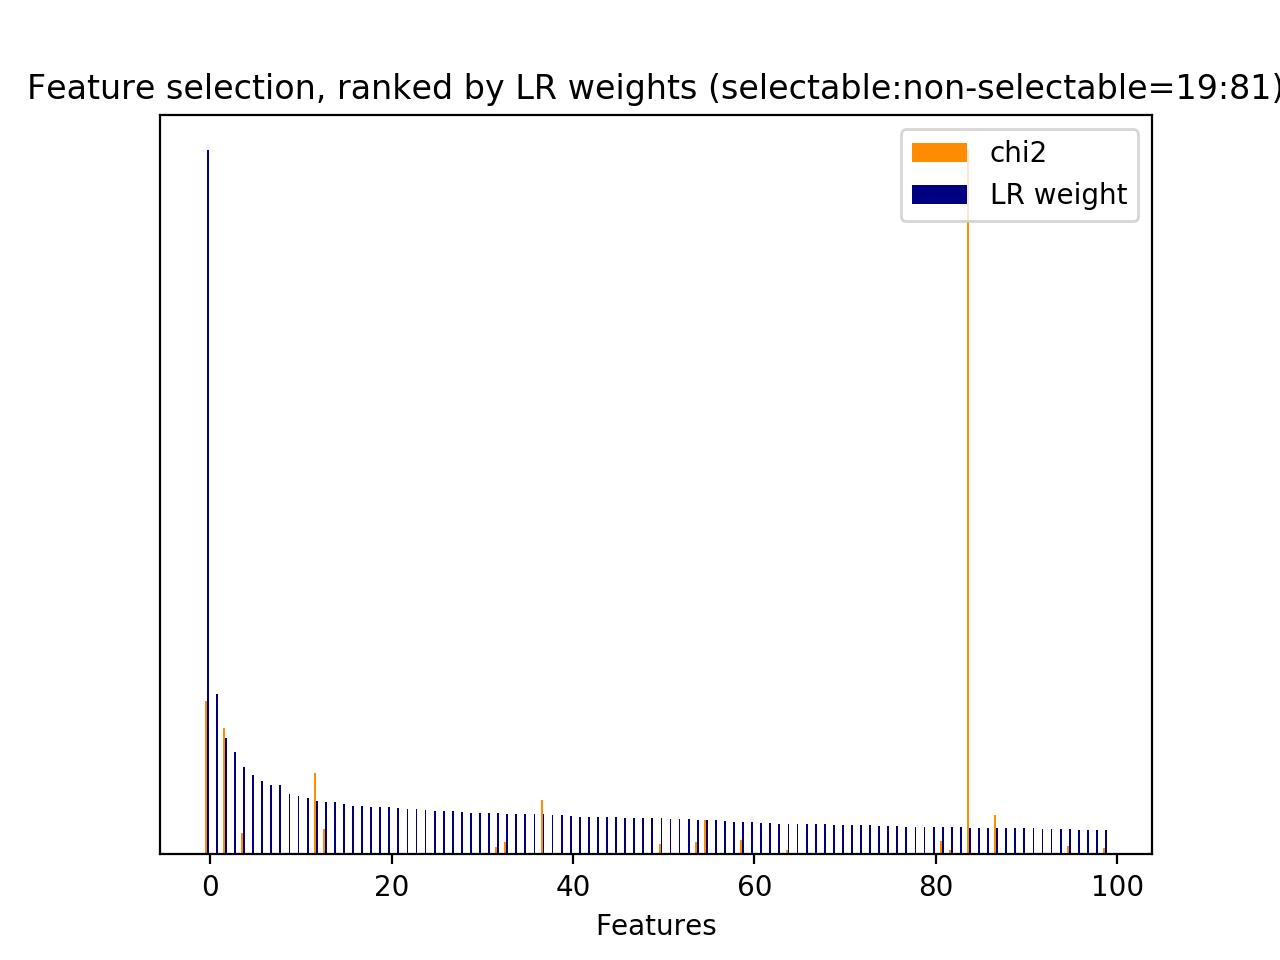 Feature selection, ranked by LR weights (selectable:non-selectable=19:81)
chi2
LR weight
0 20 40 60 80 100
Features